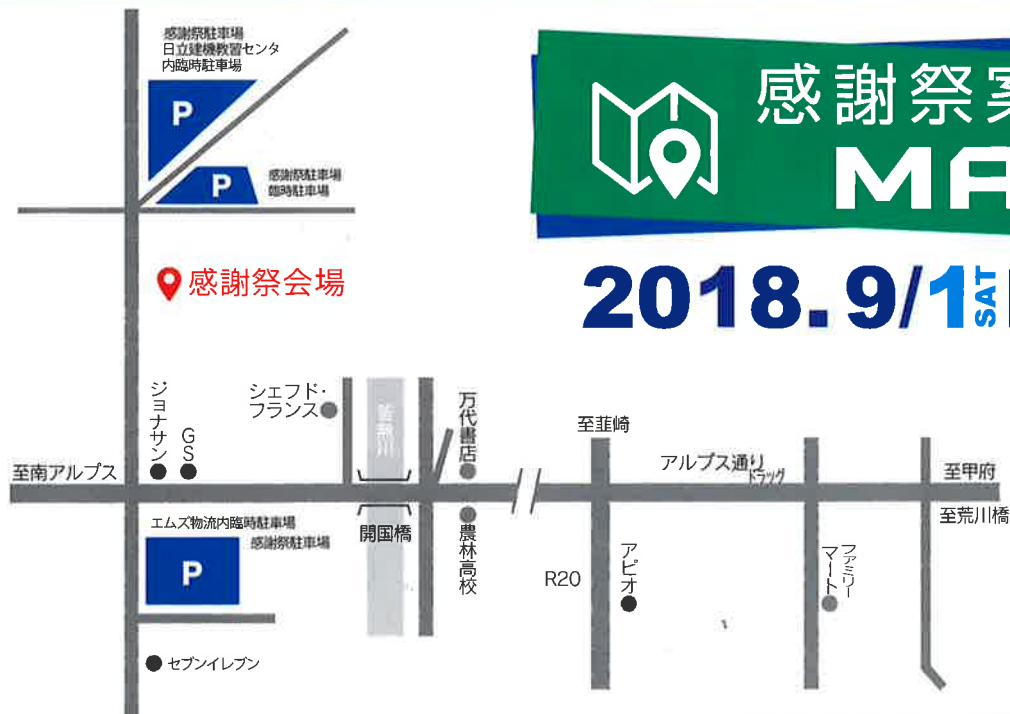 感謝祭駐車場
日立建機教習センタ
内臨時駐車場
P
P
感謝祭駐車場
臨時駐車場
感謝祭案
MA
2018.9/1 SAT
感謝祭会場
ジョナサン
GS
シェフド・
フランス
万代書店
至韮崎
アルプス通り
ドラッグ
至南アルプス
至甲府
至荒川橋
エムズ物流内臨時駐車場
感謝祭駐車場
P
開国橋
農林高校
R20
アピオ
ファミリー
マート
セブンイレブン